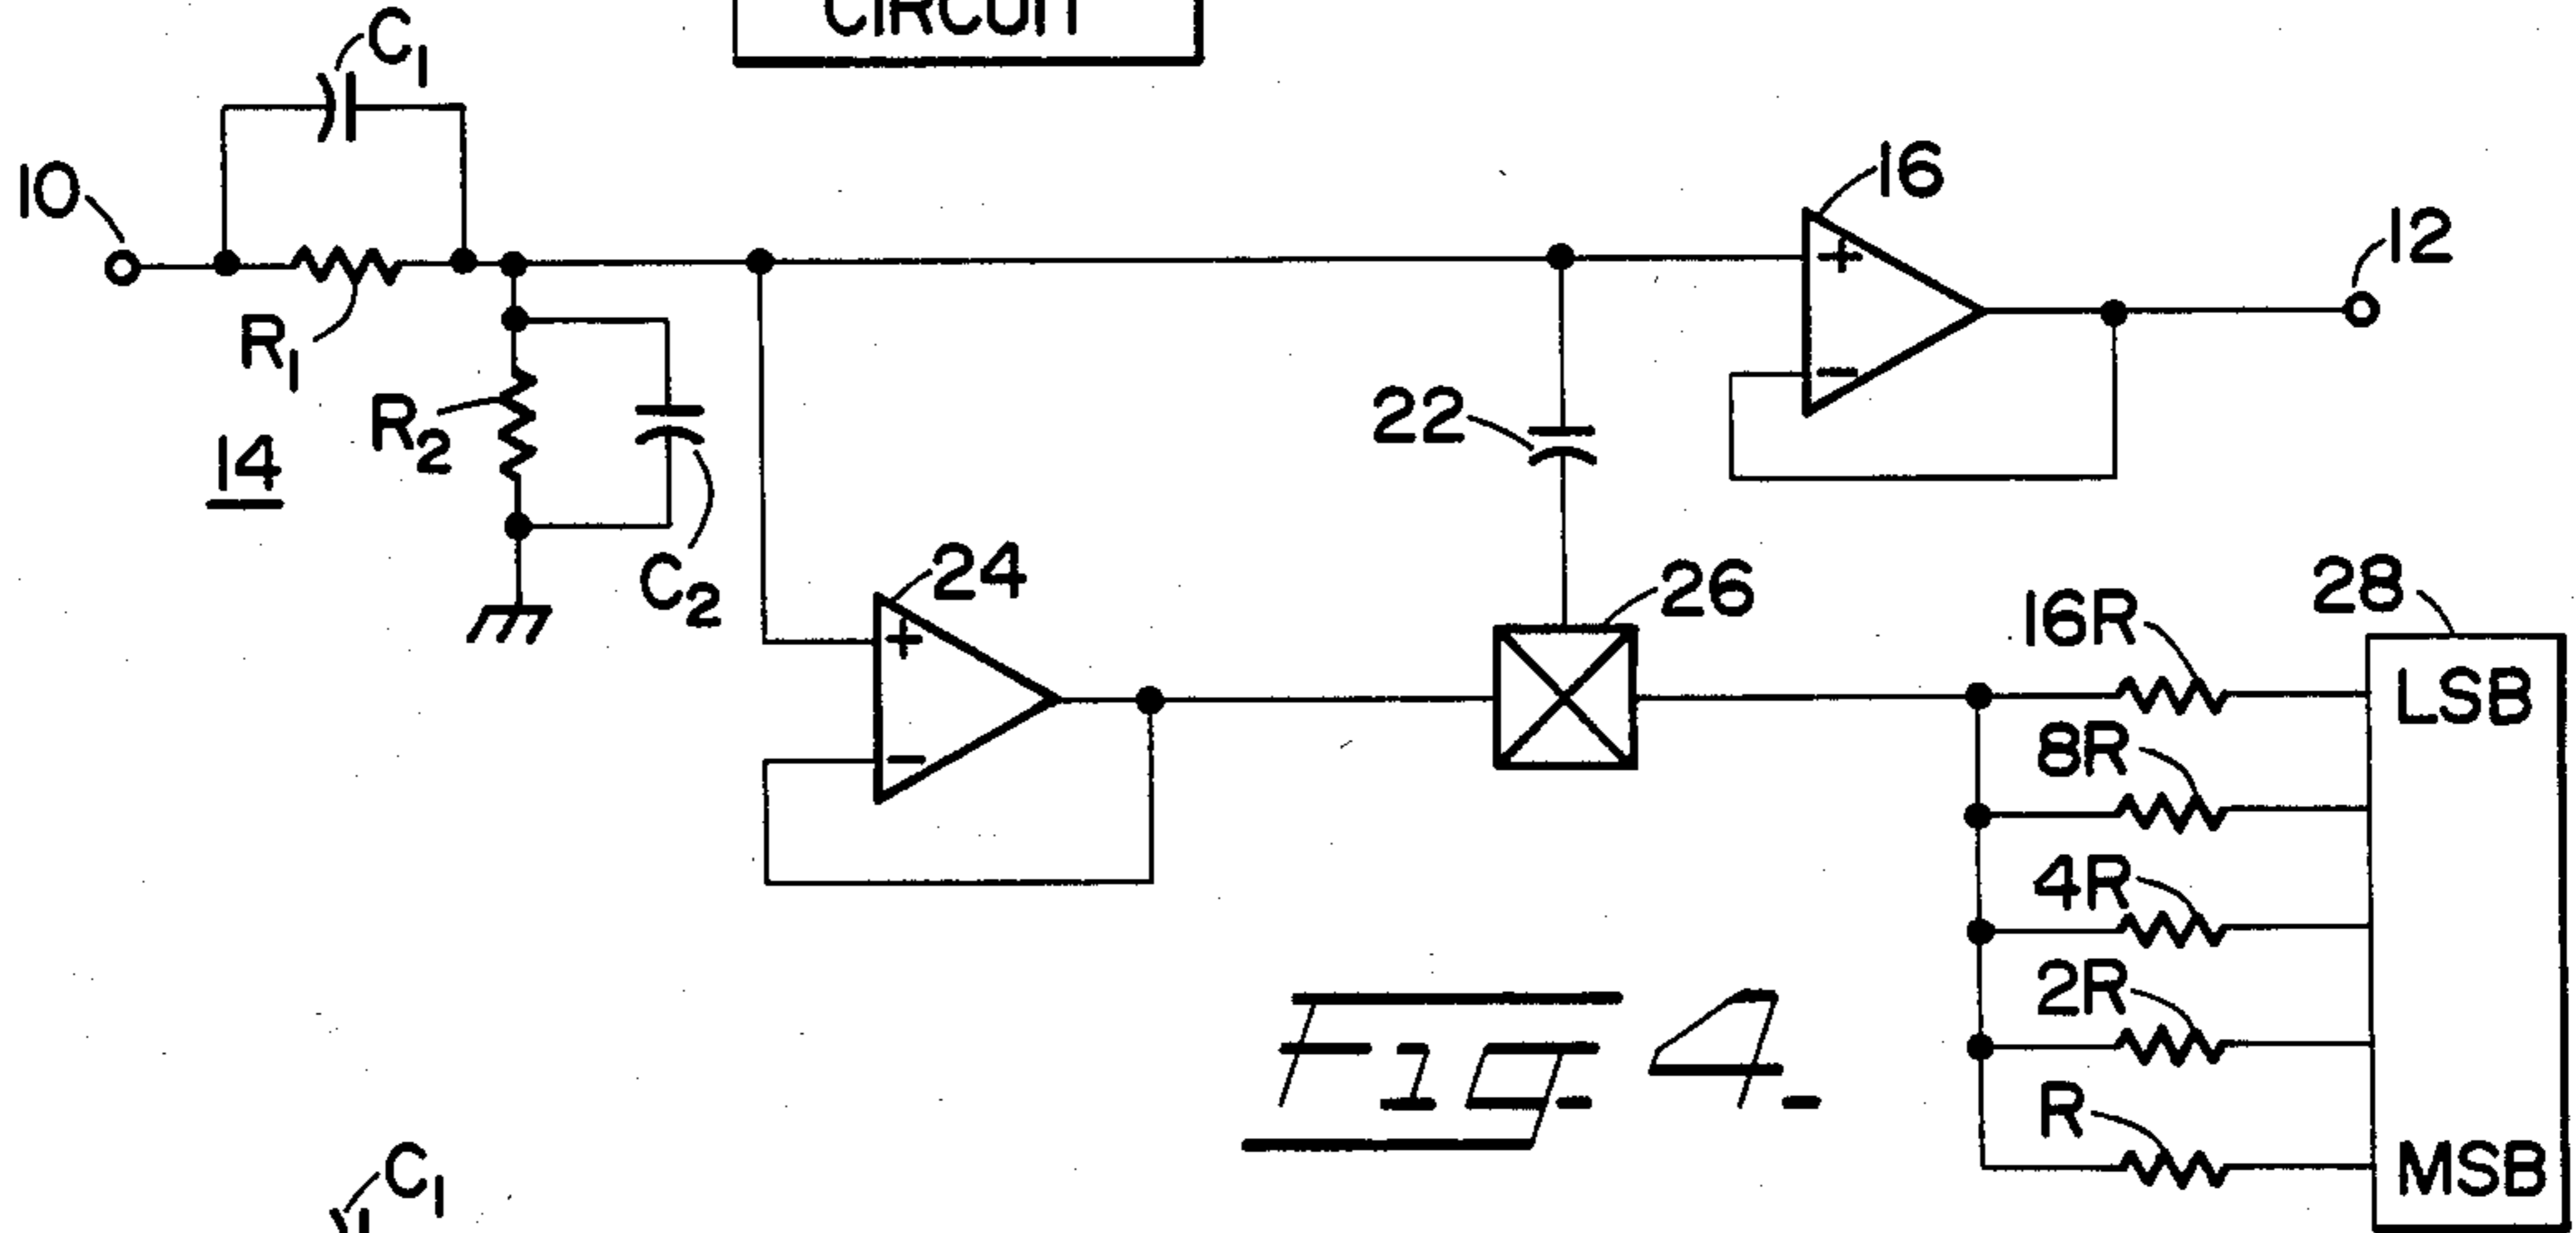 CIRCUIT
C1
10
16
12
R1
R2
22
14
C2
24
+
−
+
−
26
28
16R
LSB
8R
4R
2R
R
MSB
Fig. 4.
C1